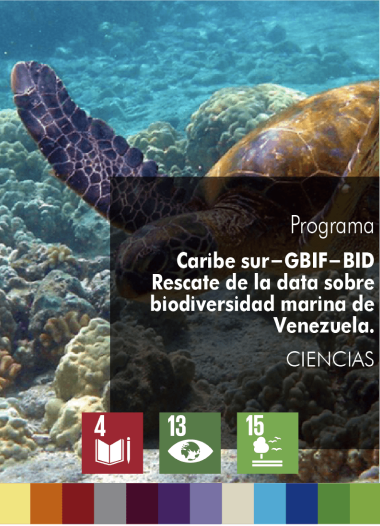 Programa
Caribe sur–GBIF–BID
Rescate de la data sobre
biodiversidad marina de
Venezuela.
CIENCIAS
4
13
15